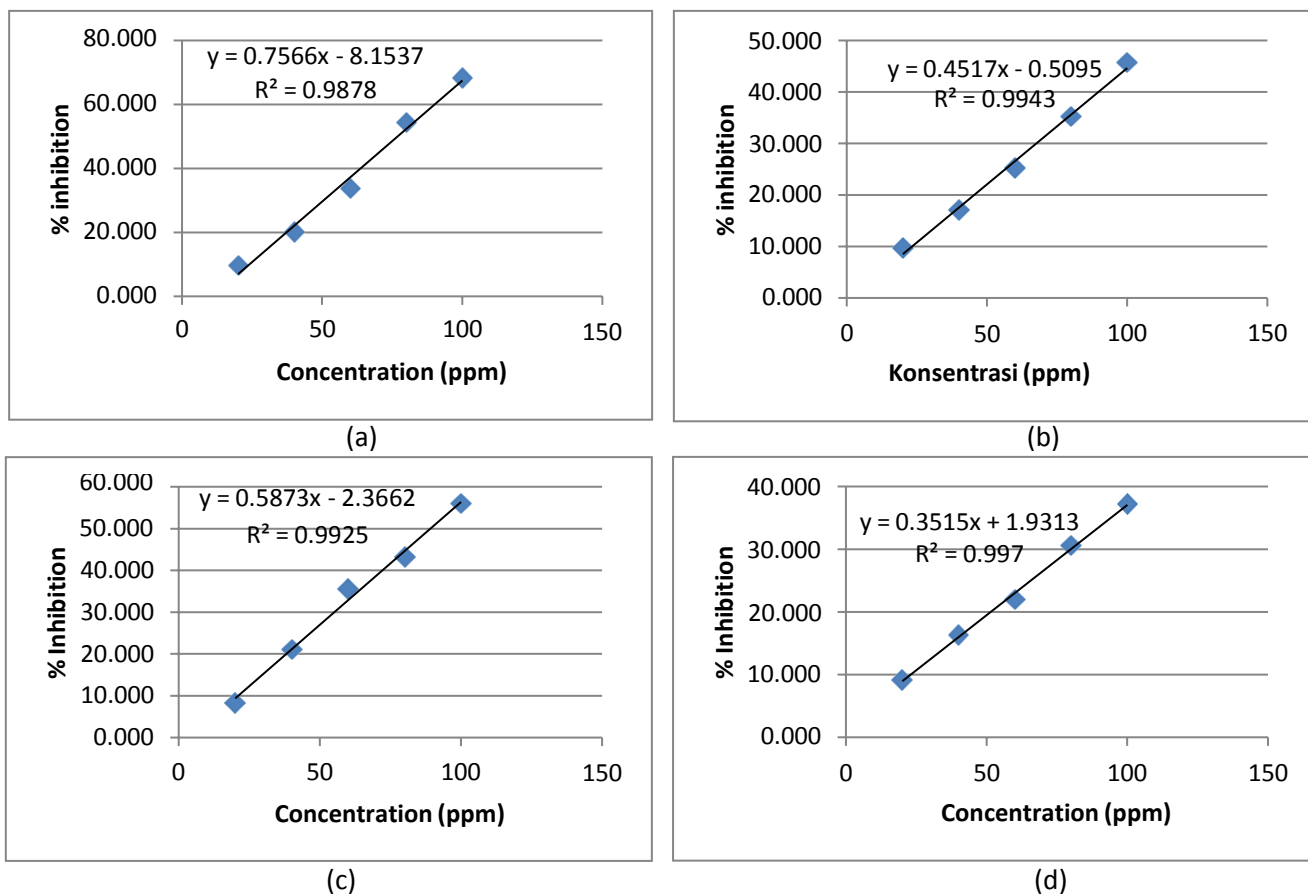 80.000
60.000
40.000
20.000
0.000
% inhibition
y = 0.7566x - 8.1537
R² = 0.9878
0 50 100 150
Concentration (ppm)
(a)
50.000
40.000
30.000
20.000
10.000
0.000
% inhibition
y = 0.4517x - 0.5095
R² = 0.9943
0 50 100 150
Konsentrasi (ppm)
(b)
60.000
50.000
40.000
30.000
20.000
10.000
0.000
% Inhibition
y = 0.5873x - 2.3662
R² = 0.9925
0 50 100 150
Concentration (ppm)
(c)
40.000
30.000
20.000
10.000
0.000
% Inhibition
y = 0.3515x + 1.9313
R² = 0.997
0 50 100 150
Concentration (ppm)
(d)